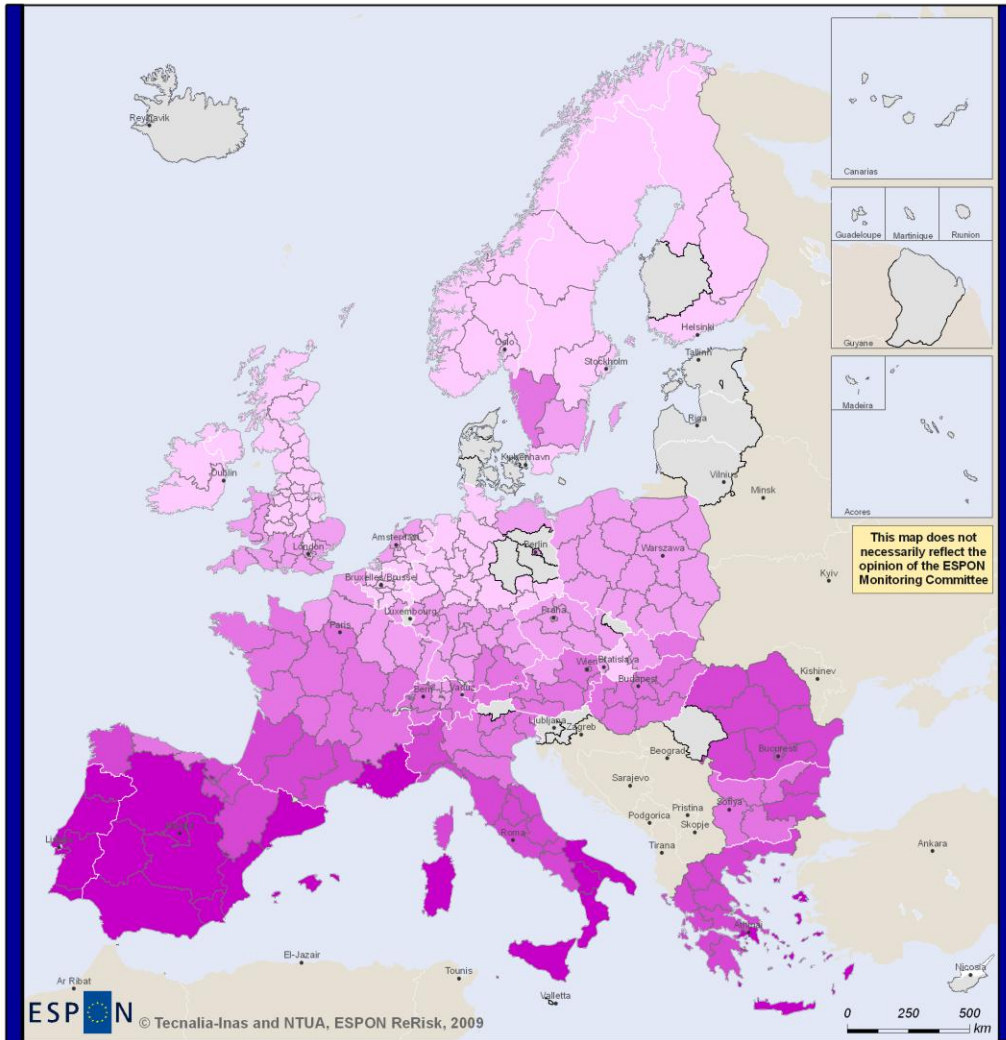 Reykjavik
Canarias
Guadeloupe
Martinique
Reunion
Guyane
Madeira
Acores
This map does not
necessarily reflect the
opinion of the ESPON
Monitoring Committee
Helsinki
Oslo
Tallinn
Stockholm
Riga
København
Vilnius
Minsk
Dublin
London
Amsterdam
Berlin
Warszawa
Kyiv
Bruxelles/Brussel
Luxembourg
Praha
Paris
Wien
Bratislava
Kishinev
Budapest
Bern
Vaduz
Ljubljana
Zagreb
Beograd
Bucuresti
Sarajevo
Sofiya
Pristina
Podgorica
Skopje
Roma
Tirana
Ankara
Nicosia
El-Jazair
Tounis
Ar Ribat
Valletta
ESPON
© Tecnalia-Inas and NTUA, ESPON ReRisk, 2009
0 250 500
km